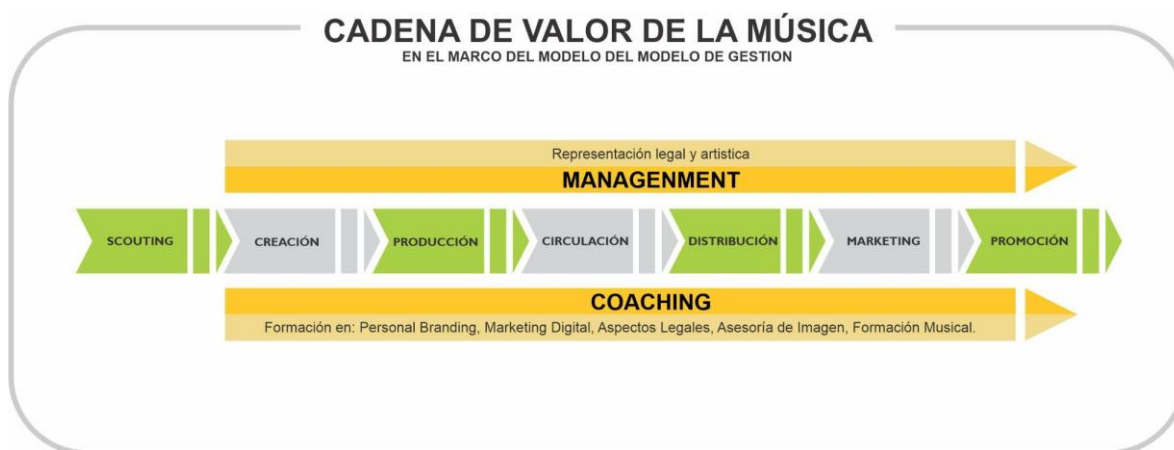 CADENA DE VALOR DE LA MÚSICA
EN EL MARCO DEL MODELO DEL MODELO DE GESTION
Representación legal y artistica
MANAGENMENT
SCOUTING
CREACIÓN
PRODUCCIÓN
CIRCULACIÓN
DISTRIBUCIÓN
MARKETING
PROMOCIÓN
COACHING
Formación en: Personal Branding, Marketing Digital, Aspectos Legales, Asesoría de Imagen, Formación Musical.